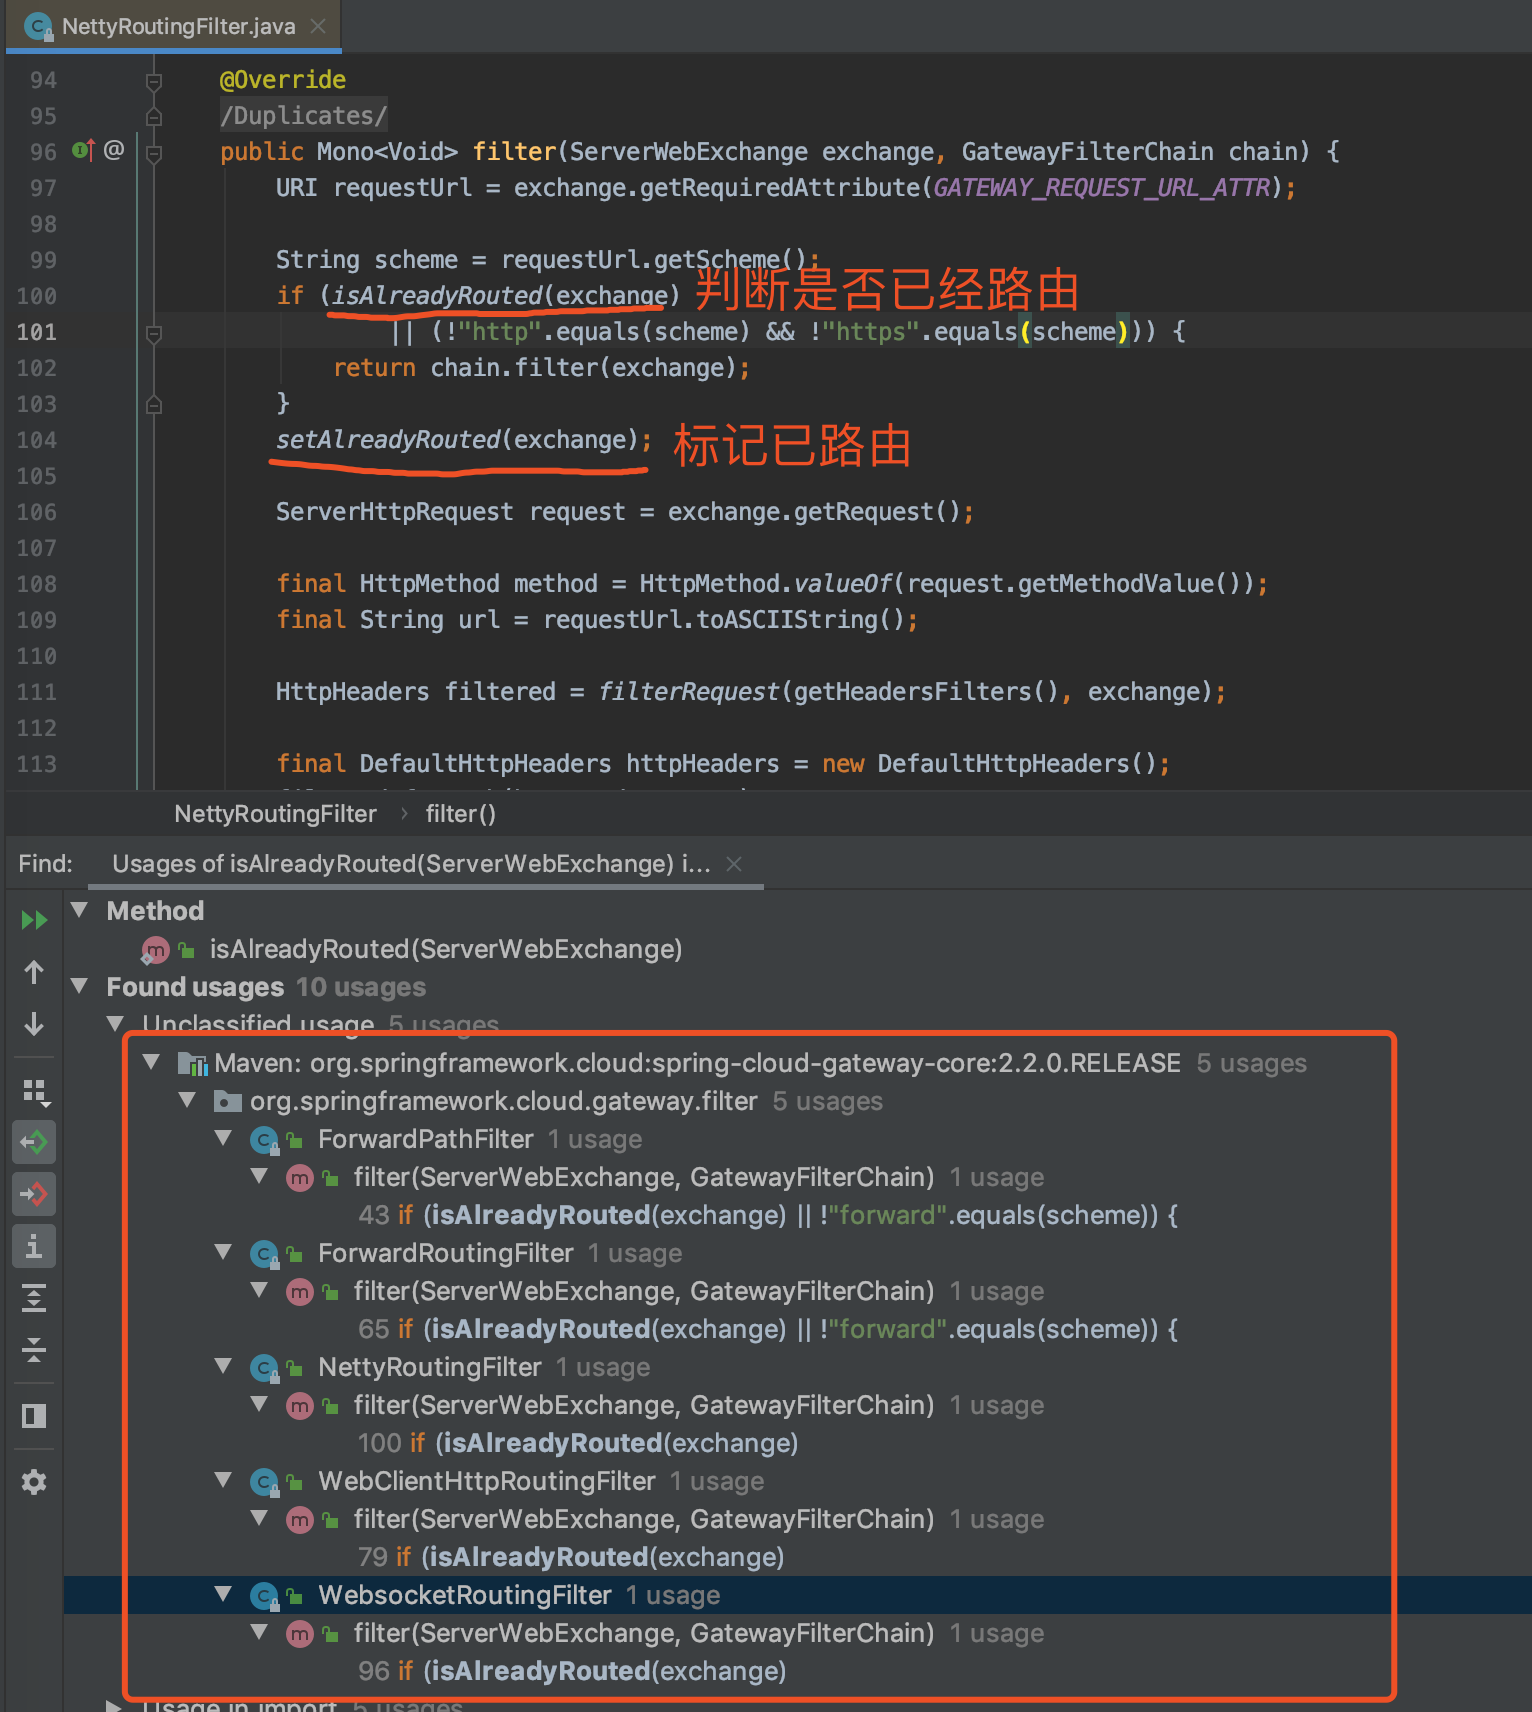 NettyRoutingFilter.java
94 @Override
95 /Duplicates/
96 @ public Mono<Void> filter(ServerWebExchange exchange, GatewayFilterChain chain) {
97 URI requestUrl = exchange.getRequiredAttribute(GATEWAY_REQUEST_URL_ATTR);
98
99 String scheme = requestUrl.getScheme();
100 if (isAlreadyRouted(exchange) 判断是否已经路由
101 || (!"http".equals(scheme) && !"https".equals(scheme))) {
102 return chain.filter(exchange);
103 }
104 setAlreadyRouted(exchange); 标记已路由
105
106 ServerHttpRequest request = exchange.getRequest();
107
108 final HttpMethod method = HttpMethod.valueOf(request.getMethodValue());
109 final String url = requestUrl.toASCIIString();
110
111 HttpHeaders filtered = filterRequest(getHeadersFilters(), exchange);
112
113 final DefaultHttpHeaders httpHeaders = new DefaultHttpHeaders();
NettyRoutingFilter › filter()
Find: Usages of isAlreadyRouted(ServerWebExchange) i...
Method
isAlreadyRouted(ServerWebExchange)
Found usages 10 usages
Unclassified usage 5 usages
Maven: org.springframework.cloud:spring-cloud-gateway-core:2.2.0.RELEASE 5 usages
org.springframework.cloud.gateway.filter 5 usages
ForwardPathFilter 1 usage
filter(ServerWebExchange, GatewayFilterChain) 1 usage
43 if (isAlreadyRouted(exchange) || !"forward".equals(scheme)) {
ForwardRoutingFilter 1 usage
filter(ServerWebExchange, GatewayFilterChain) 1 usage
65 if (isAlreadyRouted(exchange) || !"forward".equals(scheme)) {
NettyRoutingFilter 1 usage
filter(ServerWebExchange, GatewayFilterChain) 1 usage
100 if (isAlreadyRouted(exchange)
WebClientHttpRoutingFilter 1 usage
filter(ServerWebExchange, GatewayFilterChain) 1 usage
79 if (isAlreadyRouted(exchange)
WebsocketRoutingFilter 1 usage
filter(ServerWebExchange, GatewayFilterChain) 1 usage
96 if (isAlreadyRouted(exchange)
Usage in import 5 usages